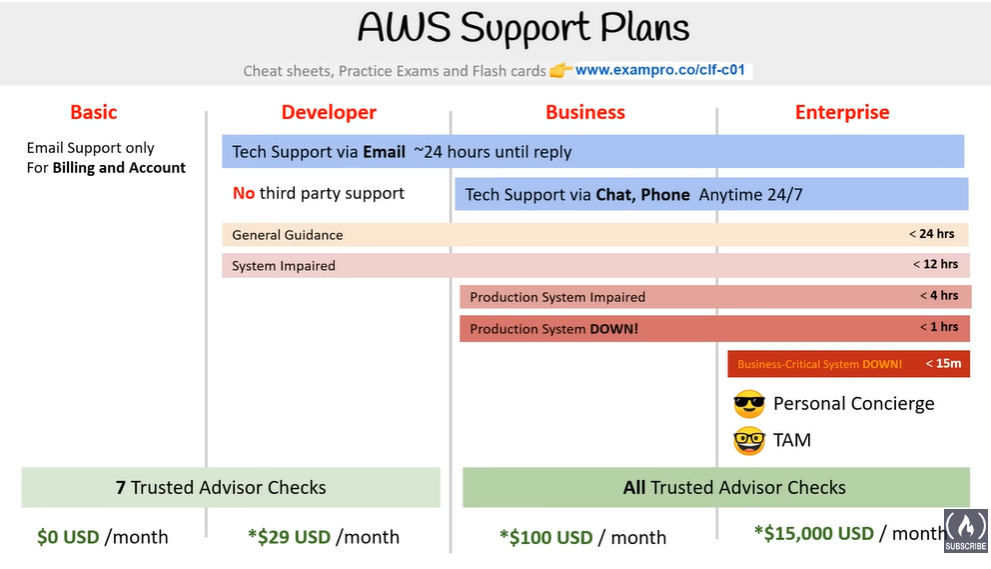 AWS Support Plans
Cheat sheets, Practice Exams and Flash cards 👉 www.exampro.co/clf-c01
Basic
Developer
Business
Enterprise
Email Support only
For Billing and Account
Tech Support via Email ~24 hours until reply
No third party support
Tech Support via Chat, Phone Anytime 24/7
General Guidance < 24 hrs
System Impaired < 12 hrs
Production System Impaired < 4 hrs
Production System DOWN! < 1 hrs
Business-Critical System DOWN! < 15m
Personal Concierge
TAM
7 Trusted Advisor Checks
All Trusted Advisor Checks
$0 USD /month
*$29 USD /month
*$100 USD / month
*$15,000 USD / month
SUBSCRIBE